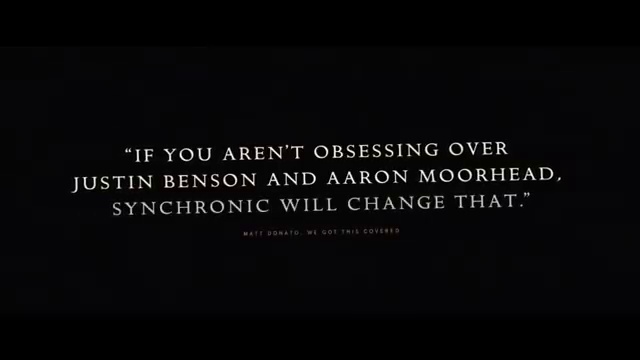 “IF YOU AREN’T OBSESSING OVER
JUSTIN BENSON AND AARON MOORHEAD,
SYNCHRONIC WILL CHANGE THAT.”
MATT DONATO, WE GOT THIS COVERED